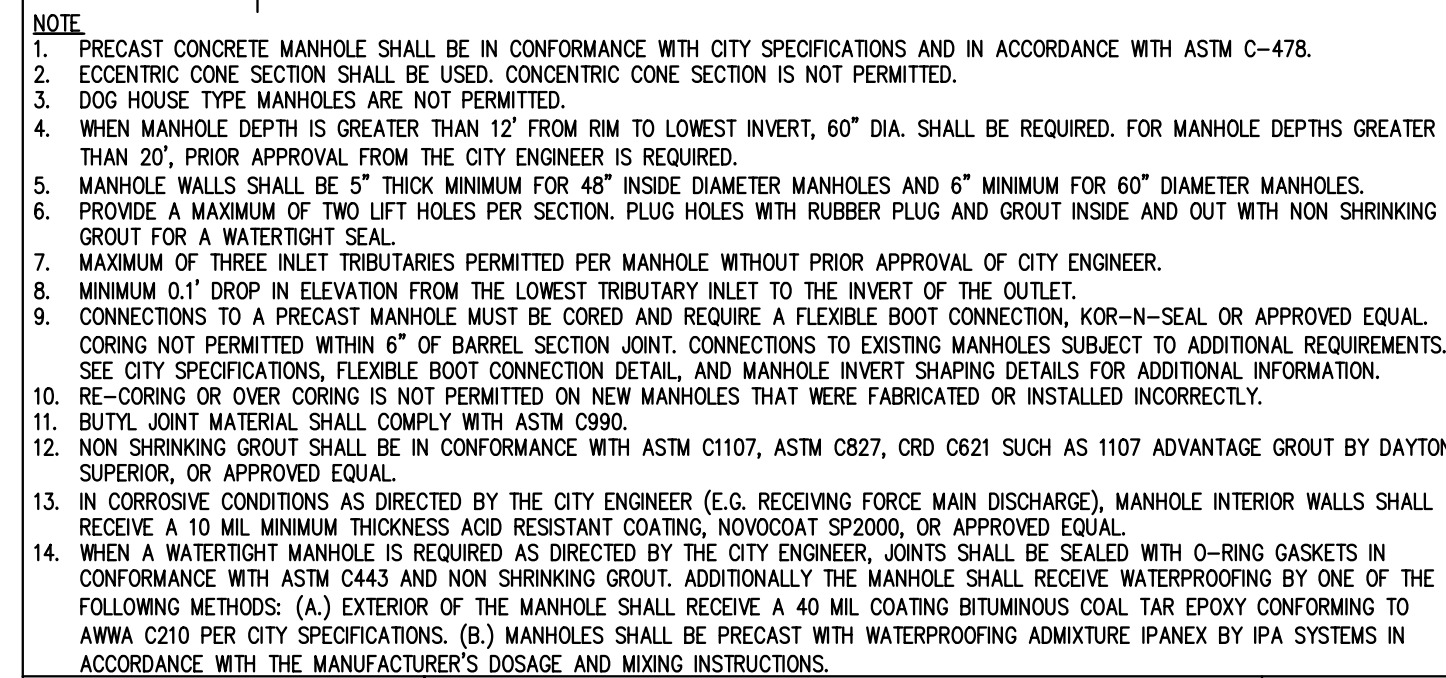 NOTE
1. PRECAST CONCRETE MANHOLE SHALL BE IN CONFORMANCE WITH CITY SPECIFICATIONS AND IN ACCORDANCE WITH ASTM C-478.
2. ECCENTRIC CONE SECTION SHALL BE USED. CONCENTRIC CONE SECTION IS NOT PERMITTED.
3. DOG HOUSE TYPE MANHOLES ARE NOT PERMITTED.
4. WHEN MANHOLE DEPTH IS GREATER THAN 12' FROM RIM TO LOWEST INVERT, 60" DIA. SHALL BE REQUIRED. FOR MANHOLE DEPTHS GREATER
THAN 20', PRIOR APPROVAL FROM THE CITY ENGINEER IS REQUIRED.
5. MANHOLE WALLS SHALL BE 5" THICK MINIMUM FOR 48" INSIDE DIAMETER MANHOLES AND 6" MINIMUM FOR 60" DIAMETER MANHOLES.
6. PROVIDE A MAXIMUM OF TWO LIFT HOLES PER SECTION. PLUG HOLES WITH RUBBER PLUG AND GROUT INSIDE AND OUT WITH NON SHRINKING
GROUT FOR A WATERTIGHT SEAL.
7. MAXIMUM OF THREE INLET TRIBUTARIES PERMITTED PER MANHOLE WITHOUT PRIOR APPROVAL OF CITY ENGINEER.
8. MINIMUM 0.1' DROP IN ELEVATION FROM THE LOWEST TRIBUTARY INLET TO THE INVERT OF THE OUTLET.
9. CONNECTIONS TO A PRECAST MANHOLE MUST BE CORED AND REQUIRE A FLEXIBLE BOOT CONNECTION, KOR-N-SEAL OR APPROVED EQUAL.
CORING NOT PERMITTED WITHIN 6" OF BARREL SECTION JOINT. CONNECTIONS TO EXISTING MANHOLES SUBJECT TO ADDITIONAL REQUIREMENTS.
SEE CITY SPECIFICATIONS, FLEXIBLE BOOT CONNECTION DETAIL, AND MANHOLE INVERT SHAPING DETAILS FOR ADDITIONAL INFORMATION.
10. RE-CORING OR OVER CORING IS NOT PERMITTED ON NEW MANHOLES THAT WERE FABRICATED OR INSTALLED INCORRECTLY.
11. BUTYL JOINT MATERIAL SHALL COMPLY WITH ASTM C990.
12. NON SHRINKING GROUT SHALL BE IN CONFORMANCE WITH ASTM C1107, ASTM C827, CRD C621 SUCH AS 1107 ADVANTAGE GROUT BY DAYTON
SUPERIOR, OR APPROVED EQUAL.
13. IN CORROSIVE CONDITIONS AS DIRECTED BY THE CITY ENGINEER (E.G. RECEIVING FORCE MAIN DISCHARGE), MANHOLE INTERIOR WALLS SHALL
RECEIVE A 10 MIL MINIMUM THICKNESS ACID RESISTANT COATING, NOVOCOAT SP2000, OR APPROVED EQUAL.
14. WHEN A WATERTIGHT MANHOLE IS REQUIRED AS DIRECTED BY THE CITY ENGINEER, JOINTS SHALL BE SEALED WITH O-RING GASKETS IN
CONFORMANCE WITH ASTM C443 AND NON SHRINKING GROUT. ADDITIONALLY THE MANHOLE SHALL RECEIVE WATERPROOFING BY ONE OF THE
FOLLOWING METHODS: (A.) EXTERIOR OF THE MANHOLE SHALL RECEIVE A 40 MIL COATING BITUMINOUS COAL TAR EPOXY CONFORMING TO
AWWA C210 PER CITY SPECIFICATIONS. (B.) MANHOLES SHALL BE PRECAST WITH WATERPROOFING ADMIXTURE IPANEX BY IPA SYSTEMS IN
ACCORDANCE WITH THE MANUFACTURER'S DOSAGE AND MIXING INSTRUCTIONS.